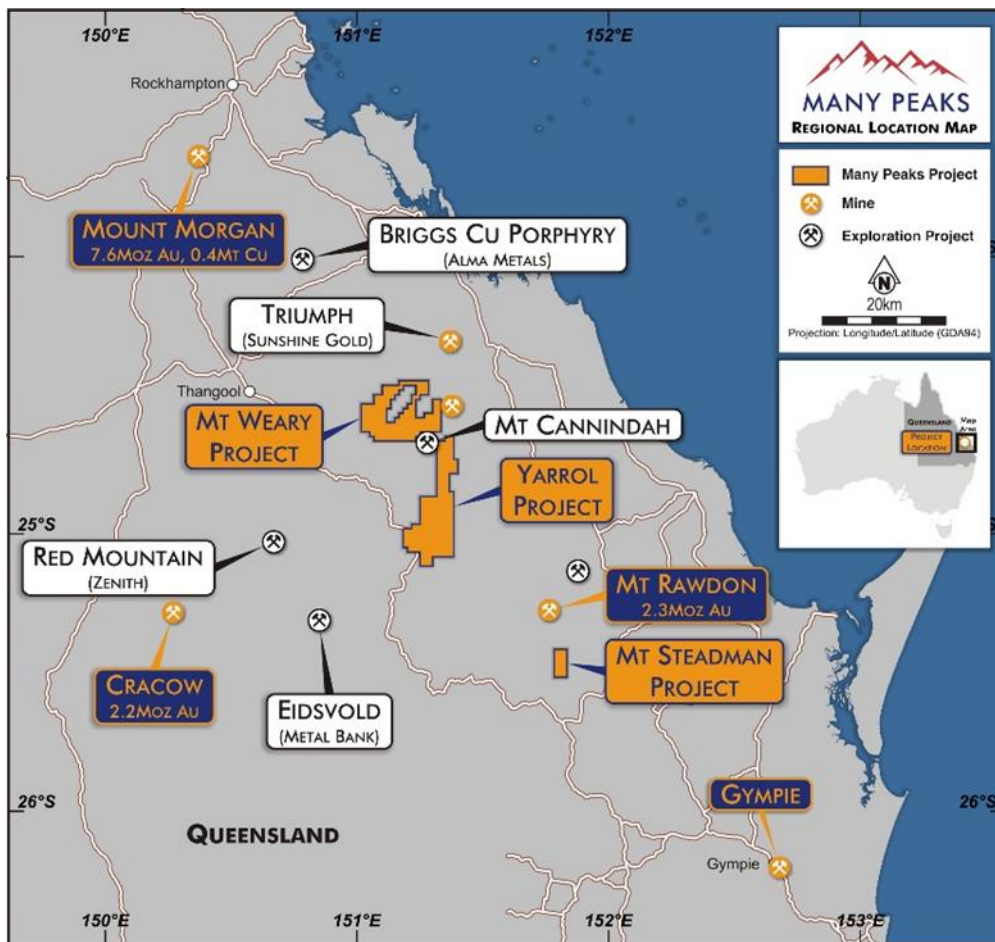 150°E
151°E
152°E
Rockhampton
MANY PEAKS
REGIONAL LOCATION MAP
Many Peaks Project
Mine
Exploration Project
N
20km
Projection: Longitude/Latitude (GDA94)
MOUNT MORGAN
7.6MOZ AU, 0.4MT CU
BRIGGS CU PORPHYRY
(ALMA METALS)
TRIUMPH
(SUNSHINE GOLD)
Thangool
MT WEARY
PROJECT
MT CANNINDAH
YARROL
PROJECT
QUEENSLAND
Map
Area
PROJECT
LOCATION
25°S
RED MOUNTAIN
(ZENITH)
MT RAWDON
2.3MOZ AU
CRACOW
2.2MOZ AU
EIDSVOLD
(METAL BANK)
MT STEADMAN
PROJECT
26°S
26°S
GYMPIE
QUEENSLAND
Gympie
150°E
151°E
152°E
153°E